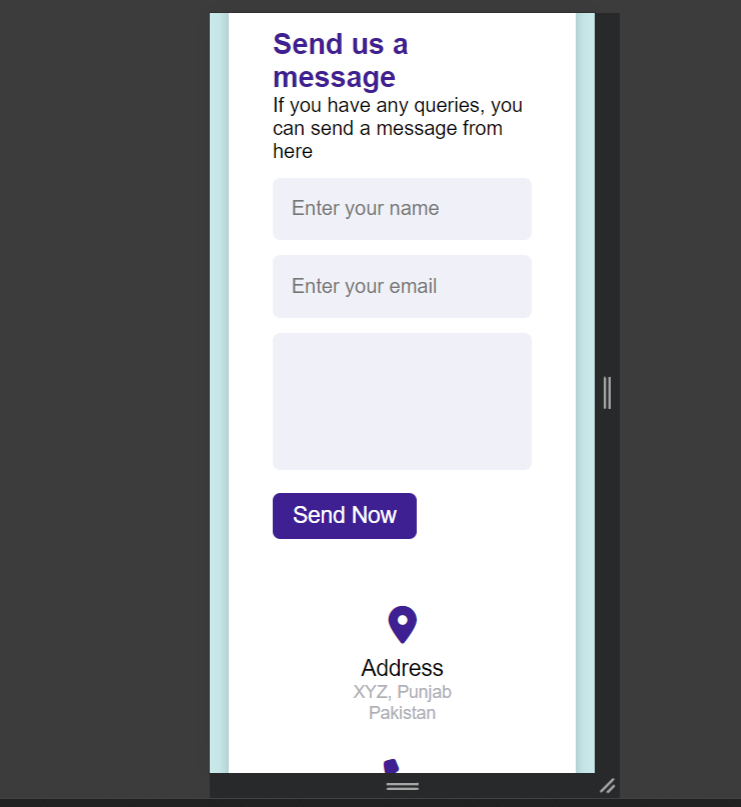 Send us a
message
If you have any queries, you
can send a message from
here
Enter your name
Enter your email
Send Now
Address
XYZ, Punjab
Pakistan